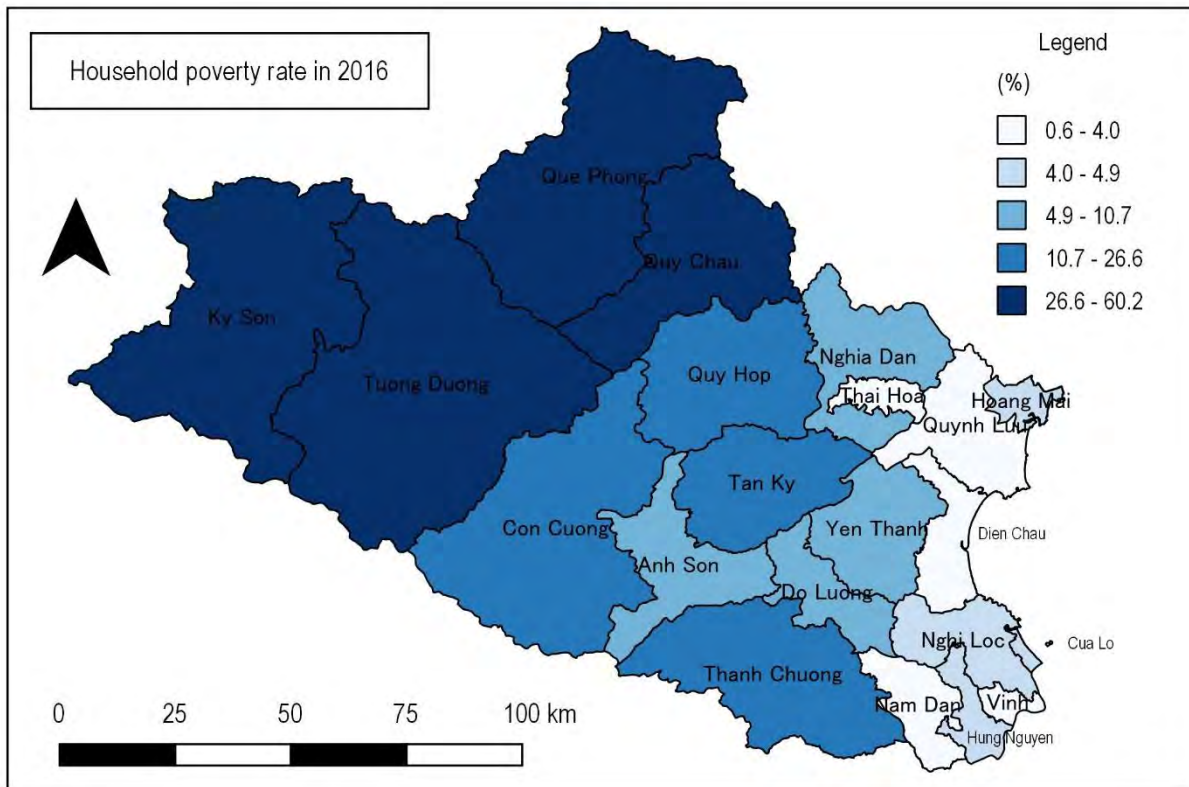 Household poverty rate in 2016
Legend
(%)
0.6 - 4.0
4.0 - 4.9
4.9 - 10.7
10.7 - 26.6
26.6 - 60.2
Que Phong
Quy Chau
Ky Son
Tuong Duong
Quy Hop
Nghia Dan
Thai Hoa
Hoang Mai
Quynh Luu
Tan Ky
Con Cuong
Yen Thanh
Dien Chau
Anh Son
Do Luong
Nghi Loc
Cua Lo
Thanh Chuong
Nam Dan
Vinh
Hung Nguyen
0 25 50 75 100 km